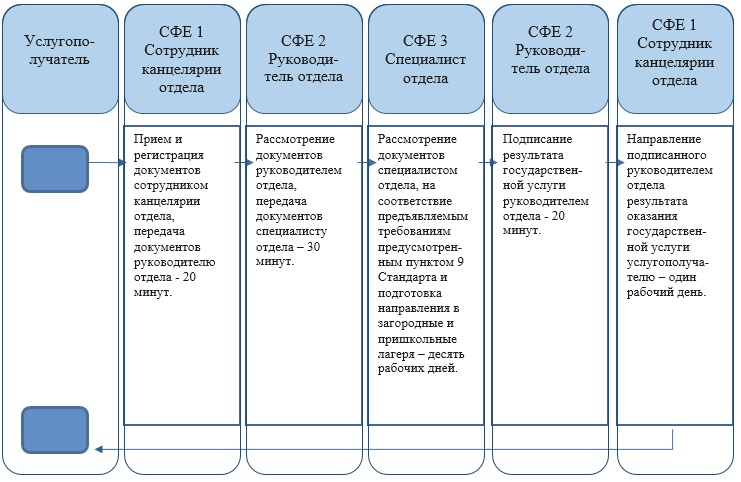 Услугопо-
лучатель
СФЕ 1
Сотрудник
канцелярии
отдела
СФЕ 2
Руководи-
тель отдела
СФЕ 3
Специалист
отдела
СФЕ 2
Руководи-
тель отдела
СФЕ 1
Сотрудник
канцелярии
отдела
Прием и
регистрация
документов
сотрудником
канцелярии
отдела,
передача
документов
руководителю
отдела - 20
минут.
Рассмотрение
документов
руководителем
отдела,
передача
документов
специалисту
отдела – 30
минут.
Рассмотрение
документов
специалистом
отдела, на
соответствие
предъявляемым
требованиям
предусмотрен-
ным пунктом 9
Стандарта и
подготовка
направления в
загородные и
пришкольные
лагеря – десять
рабочих дней.
Подписание
результата
государствен-
ной услуги
руководителем
отдела - 20
минут.
Направление
подписанного
руководителем
отдела
результата
оказания
государствен-
ной услуги
услугополуча-
телю – один
рабочий день.